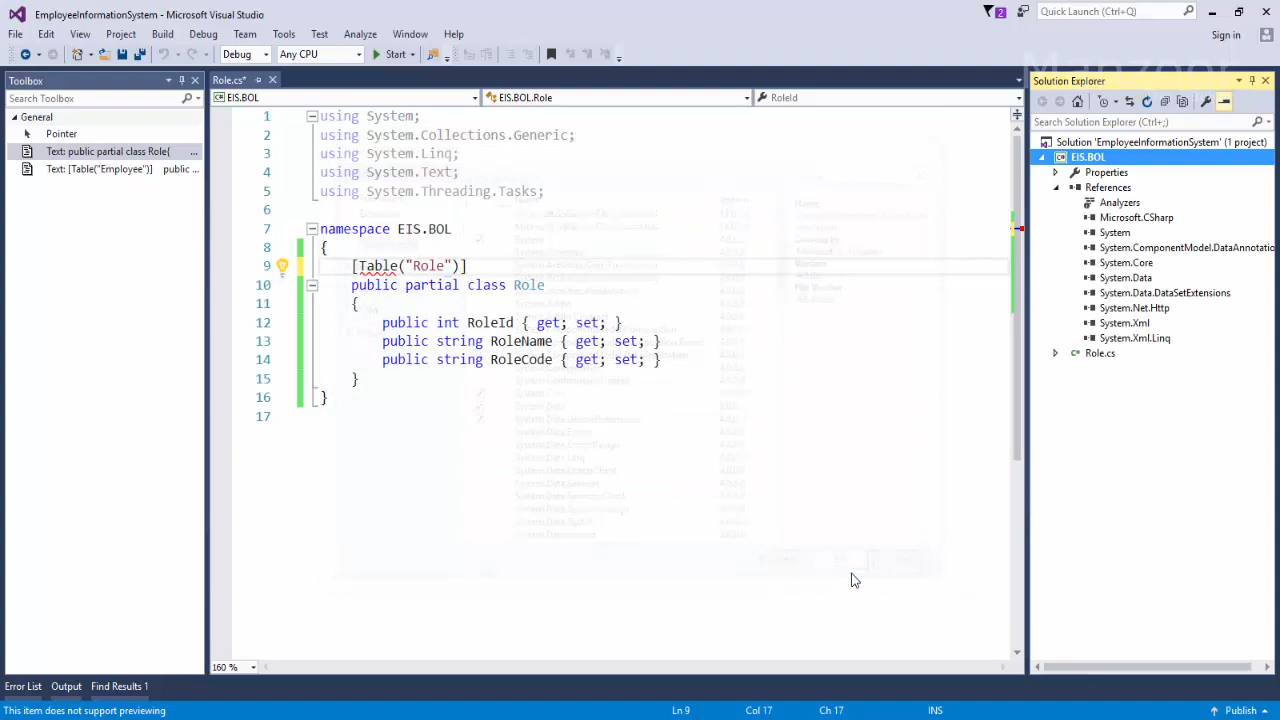 EmployeeInformationSystem - Microsoft Visual Studio
2
Quick Launch (Ctrl+Q)
File Edit View Project Build Debug Team Tools Test Analyze Window Help
Sign in
Debug
Any CPU
Start
Toolbox
Search Toolbox
General
Pointer
Text: public partial class Role{ ...
Text: [Table("Employee")] public ...
Role.cs*
EIS.BOL
EIS.BOL.Role
RoleId
1 using System;
2 using System.Collections.Generic;
3 using System.Linq;
4 using System.Text;
5 using System.Threading.Tasks;
6
7 namespace EIS.BOL
8 {
9 [Table("Role")]
10 public partial class Role
11 {
12 public int RoleId { get; set; }
13 public string RoleName { get; set; }
14 public string RoleCode { get; set; }
15 }
16 }
17
160 %
Solution Explorer
Search Solution Explorer (Ctrl+;)
Solution 'EmployeeInformationSystem' (1 project)
EIS.BOL
Properties
References
Analyzers
Microsoft.CSharp
System
System.ComponentModel.DataAnnotatio
System.Core
System.Data
System.Data.DataSetExtensions
System.Net.Http
System.Xml
System.Xml.Linq
Role.cs
Error List Output Find Results 1
This item does not support previewing
Ln 9
Col 17
Ch 17
INS
Publish